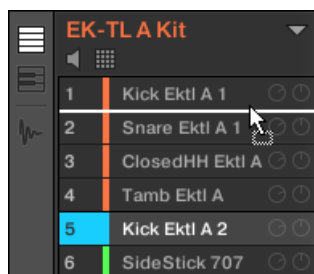 EK-TL A Kit
1 Kick Ektl A 1
2 Snare Ektl A 1
3 ClosedHH Ektl A
4 Tamb Ektl A
5 Kick Ektl A 2
6 SideStick 707